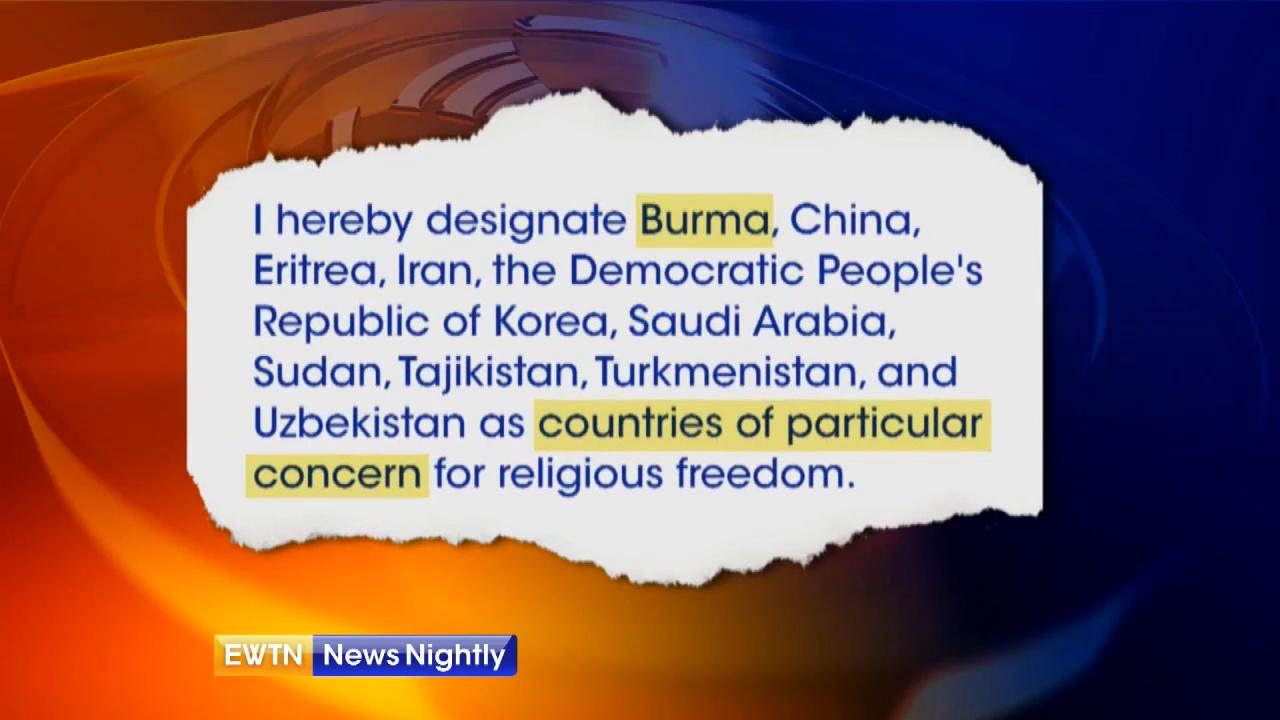 I hereby designate Burma, China,
Eritrea, Iran, the Democratic People's
Republic of Korea, Saudi Arabia,
Sudan, Tajikistan, Turkmenistan, and
Uzbekistan as countries of particular
concern for religious freedom.
EWTN News Nightly